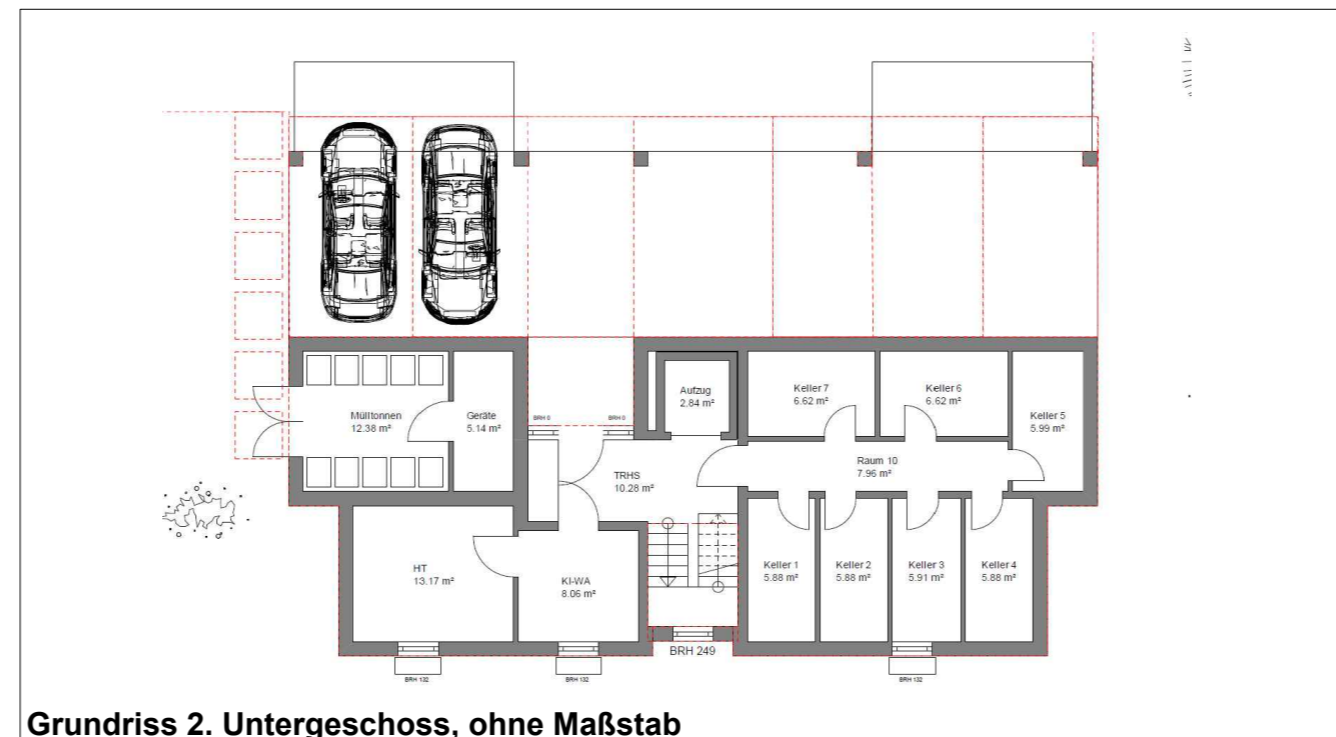 Aufzug
2.84 m²
Keller 7
6.62 m²
Keller 6
6.62 m²
Mülltonnen
12.38 m²
Geräte
5.14 m²
BRH 0
BRH 0
Keller 5
5.99 m²
TRHS
10.28 m²
Raum 10
7.96 m²
HT
13.17 m²
KI-WA
8.06 m²
Keller 1
5.88 m²
Keller 2
5.88 m²
Keller 3
5.91 m²
Keller 4
5.88 m²
BRH 249
BRH 132
BRH 132
BRH 132
Grundriss 2. Untergeschoss, ohne Maßstab